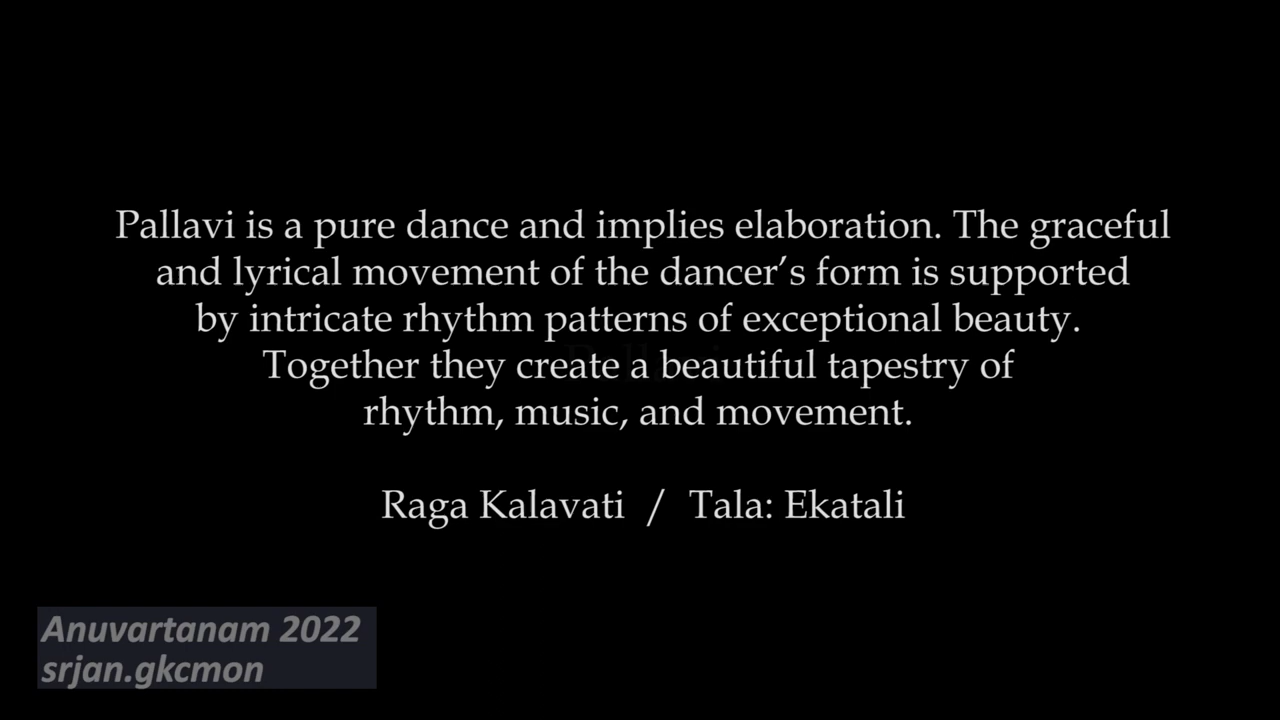 Pallavi is a pure dance and implies elaboration. The graceful
and lyrical movement of the dancer’s form is supported
by intricate rhythm patterns of exceptional beauty.
Together they create a beautiful tapestry of
rhythm, music, and movement.
Raga Kalavati / Tala: Ekatali
Anuvartanam 2022
srjan.gkcmon